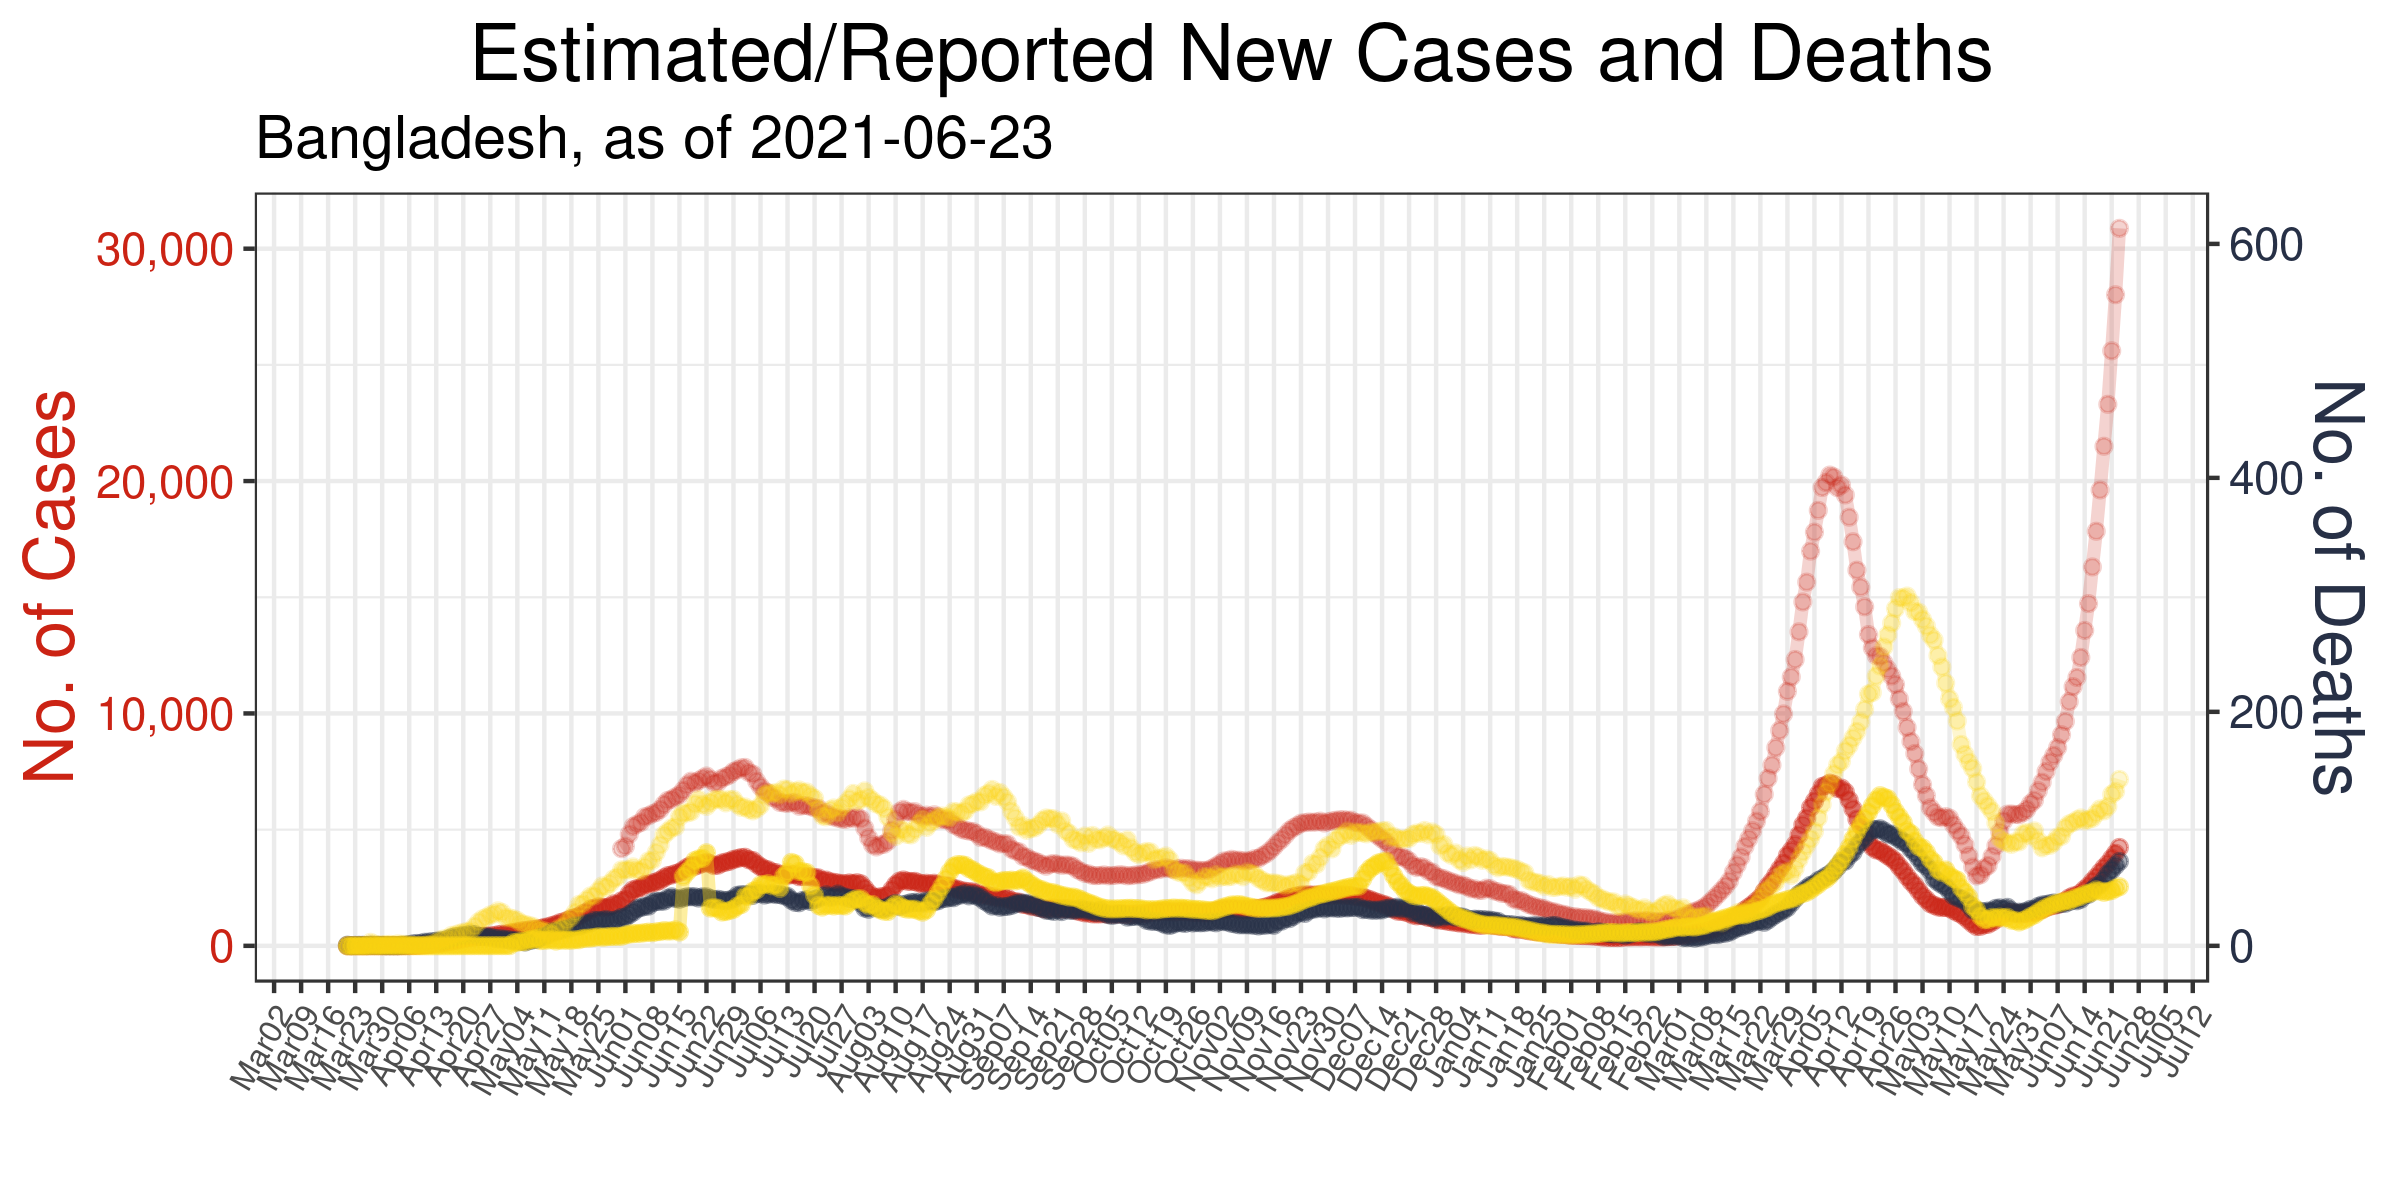 Estimated/Reported New Cases and Deaths
Bangladesh, as of 2021-06-23
No. of Cases
30,000
20,000
10,000
0
600
400
200
0
No. of Deaths
Mar02
Mar09
Mar16
Mar23
Mar30
Apr06
Apr13
Apr20
Apr27
May04
May11
May18
May25
Jun01
Jun08
Jun15
Jun22
Jun29
Jul06
Jul13
Jul20
Jul27
Aug03
Aug10
Aug17
Aug24
Aug31
Sep07
Sep14
Sep21
Sep28
Oct05
Oct12
Oct19
Oct26
Nov02
Nov09
Nov16
Nov23
Nov30
Dec07
Dec14
Dec21
Dec28
Dec04
Jan11
Jan18
Jan25
Feb01
Feb08
Feb15
Feb22
Mar01
Mar08
Mar15
Mar22
Mar29
Apr05
Apr12
Apr19
Apr26
May03
May10
May17
May24
May31
May07
Jun14
Jun21
Jun28
Jul05
Jul12